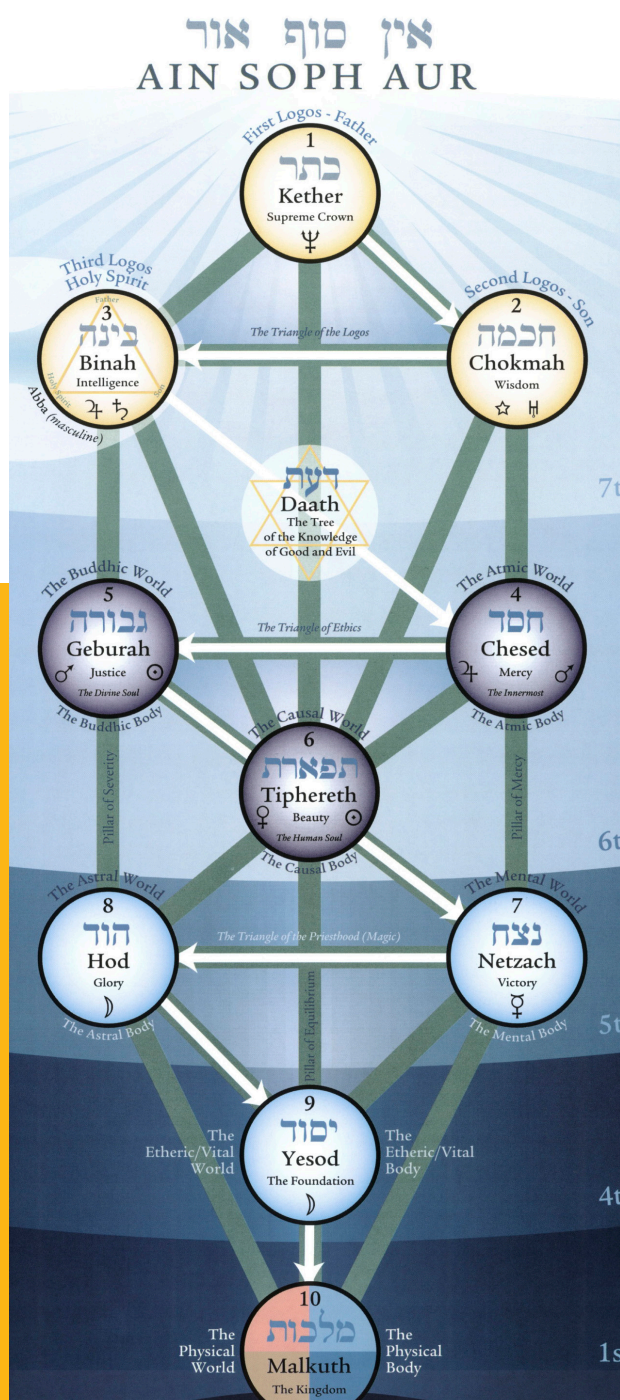 אין סוף אור
AIN SOPH AUR
First Logos - Father
1
כתר
Kether
Supreme Crown
Third Logos
Holy Spirit
Father
3
בינה
Binah
Intelligence
Holy Spirit
Son
Abba (masculine)
The Triangle of the Logos
Second Logos - Son
2
חכמה
Chokmah
Wisdom
דעת
Daath
The Tree
of the Knowledge
of Good and Evil
7t
The Buddhic World
5
גבורה
Geburah
Justice
The Divine Soul
The Buddhic Body
The Triangle of Ethics
The Atmic World
4
חסד
Chesed
Mercy
The Innermost
The Atmic Body
The Causal World
6
תפארת
Tiphereth
Beauty
The Human Soul
The Causal Body
Pillar of Severity
Pillar of Mercy
6t
The Astral World
8
הוד
Hod
Glory
The Astral Body
The Triangle of the Priesthood (Magic)
The Mental World
7
נצח
Netzach
Victory
The Mental Body
5t
Pillar of Equilibrium
The
Etheric/Vital
World
9
יסוד
Yesod
The Foundation
The
Etheric/Vital
Body
4t
The
Physical
World
10
מלכות
Malkuth
The Kingdom
The
Physical
Body
1s